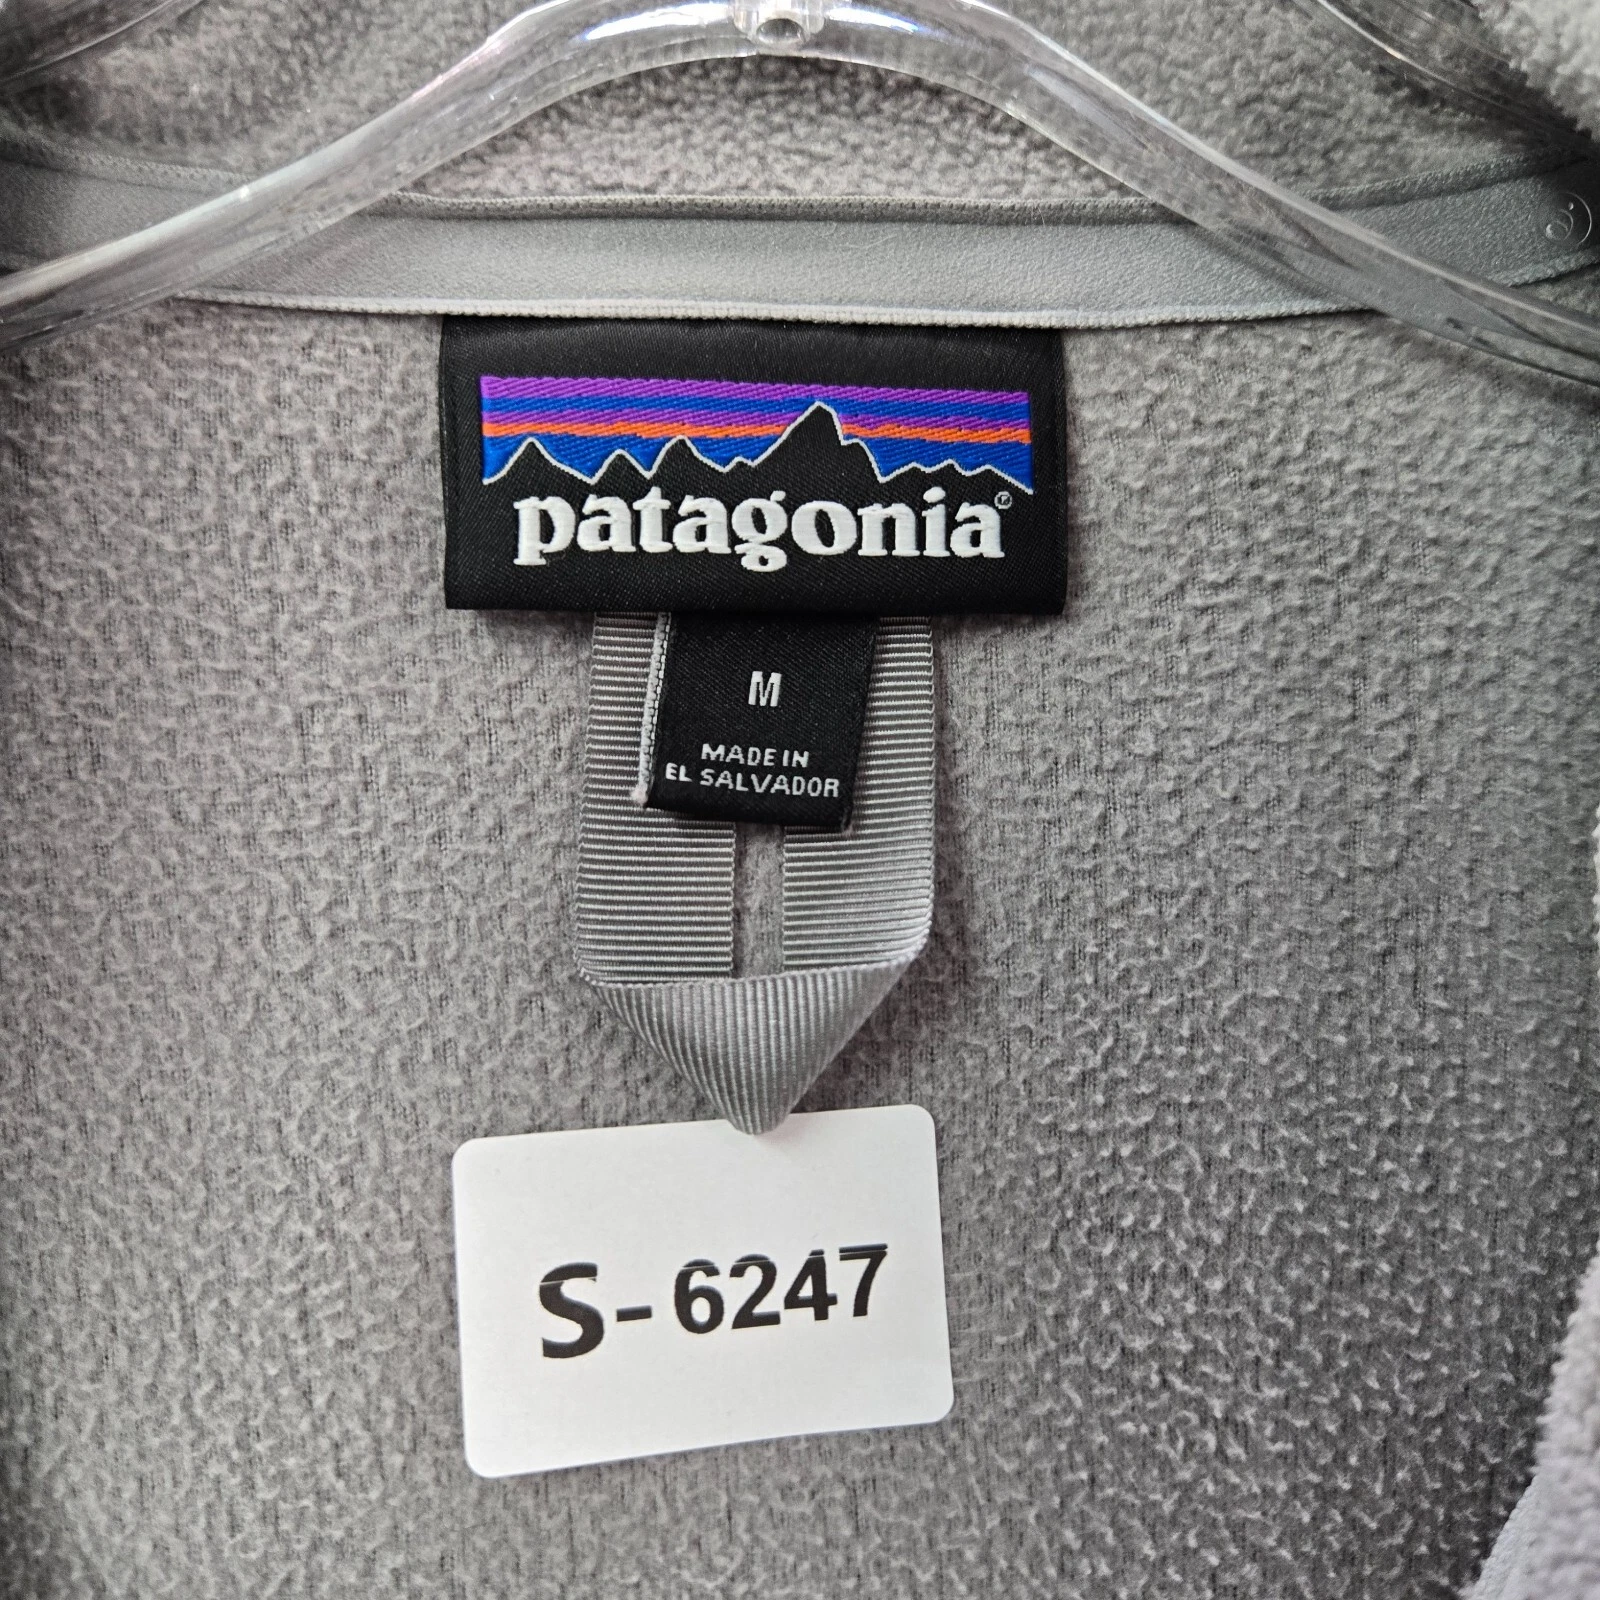 patagonia®
M
MADE IN
EL SALVADOR
S-6247